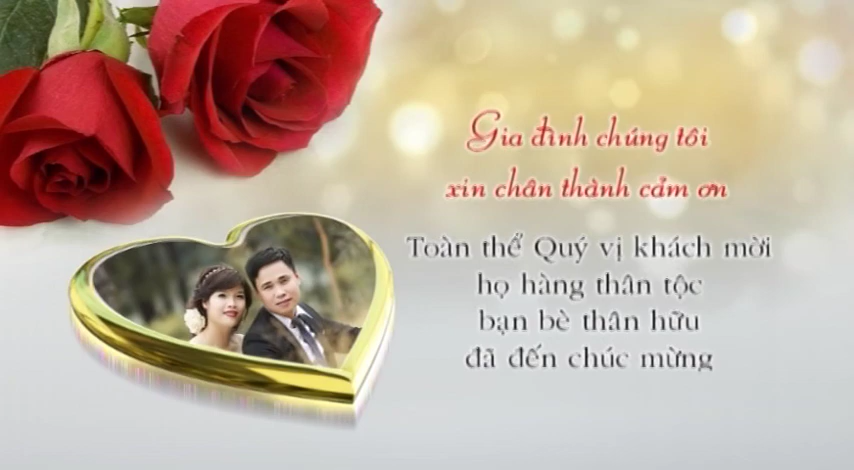 Gia đình chúng tôi
xin chân thành cảm ơn
Toàn thể Quý vị khách mời
họ hàng thân tộc
bạn bè thân hữu
đã đến chúc mừng